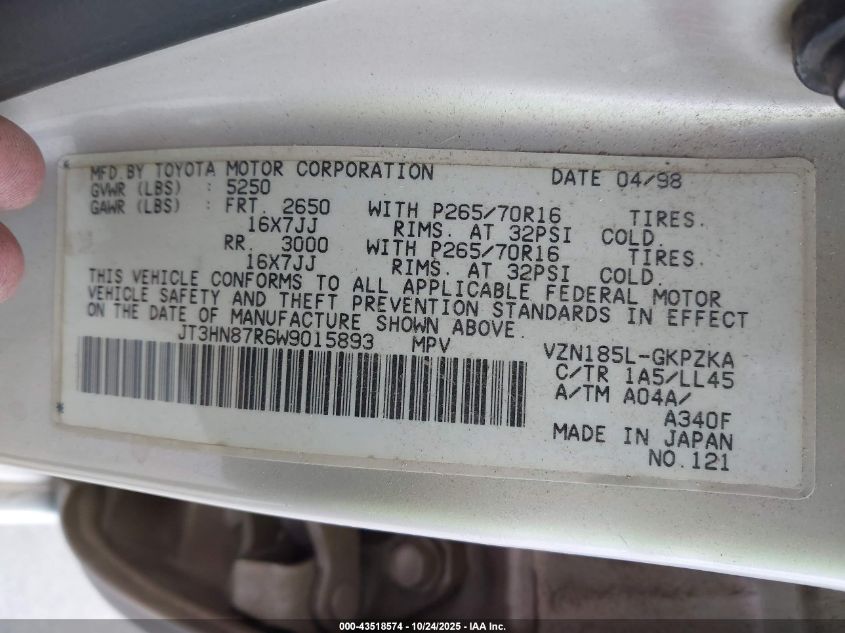 MFD BY TOYOTA MOTOR CORPORATION DATE 04/98
GVWR (LBS) : 5250
GAWR (LBS) : FRT. 2650 WITH P265/70R16 TIRES.
16X7JJ RIMS. AT 32PSI COLD.
RR. 3000 WITH P265/70R16 TIRES.
16X7JJ RIMS. AT 32PSI COLD.
THIS VEHICLE CONFORMS TO ALL APPLICABLE FEDERAL MOTOR
VEHICLE SAFETY AND THEFT PREVENTION STANDARDS IN EFFECT
ON THE DATE OF MANUFACTURE SHOWN ABOVE.
JT3HN87R6W9015893 MPV VZN185L-GKPZKA
C/TR 1A5/LL45
A/TM A04A/
A340F
MADE IN JAPAN
NO.121
000-43518574 • 10/24/2025 • IAA Inc.